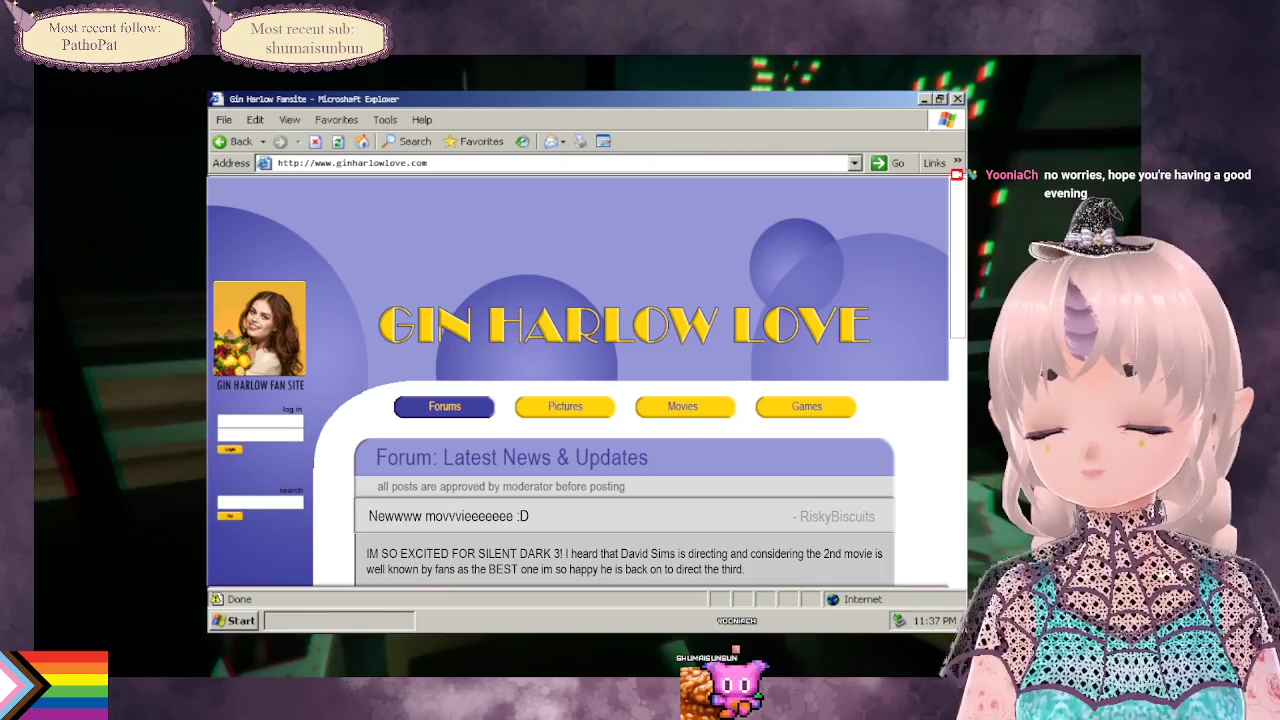 Most recent follow:
PathoPat
Most recent sub:
shumaisunbun
Gin Harlow Fansite - Microshaft Exploxer
File Edit View Favorites Tools Help
Back Search Favorites
Address http://www.ginharlowlove.com Go Links »
YooniaCh no worries, hope you're having a good
evening
GIN HARLOW LOVE
GIN HARLOW FAN SITE
log in
Login
search
Go
Forums Pictures Movies Games
Forum: Latest News & Updates
all posts are approved by moderator before posting
Newwww movvvieeeeeee :D - RiskyBiscuits
IM SO EXCITED FOR SILENT DARK 3! I heard that David Sims is directing and considering the 2nd movie is
well known by fans as the BEST one im so happy he is back on to direct the third.
Done Internet
Start YOONIACH 11:37 PM
SHUMAISUNBUN